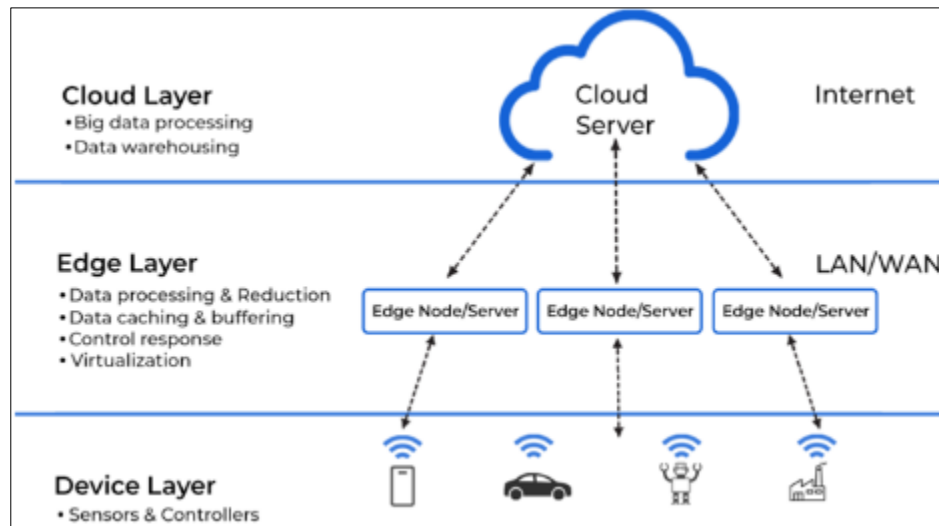 Cloud Layer
•Big data processing
•Data warehousing
Cloud
Server
Internet
Edge Layer
•Data processing & Reduction
•Data caching & buffering
•Control response
•Virtualization
LAN/WAN
Edge Node/Server
Edge Node/Server
Edge Node/Server
Device Layer
•Sensors & Controllers